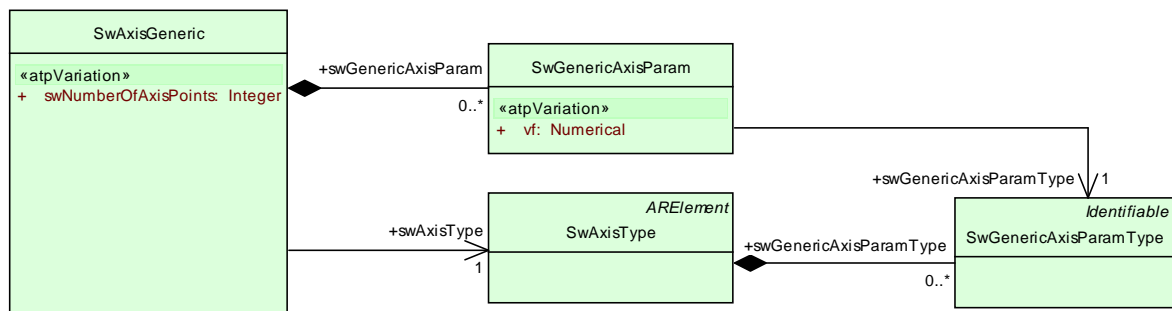 SwAxisGeneric
«atpVariation»
+ swNumberOfAxisPoints: Integer
+swGenericAxisParam
0..*
SwGenericAxisParam
«atpVariation»
+ vf: Numerical
+swGenericAxisParamType
1
+swAxisType
1
ARElement
SwAxisType
+swGenericAxisParamType
0..*
Identifiable
SwGenericAxisParamType